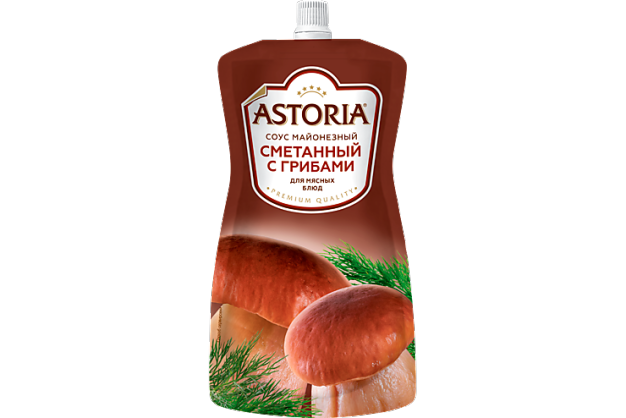 ASTORIA®
СОУС МАЙОНЕЗНЫЙ
СМЕТАННЫЙ
С ГРИБАМИ
ДЛЯ МЯСНЫХ
БЛЮД
• PREMIUM QUALITY •